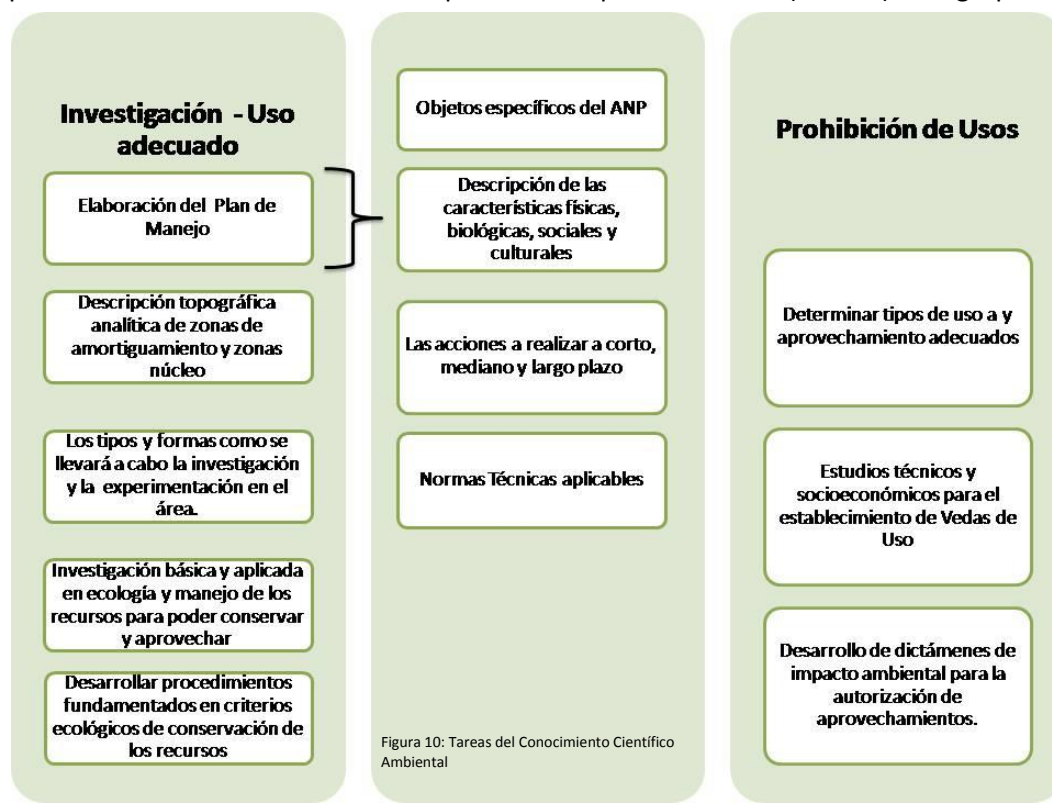 Investigación - Uso
adecuado
Elaboración del Plan de
Manejo
Descripción topográfica
analítica de zonas de
amortiguamiento y zonas
núcleo
Los tipos y formas como se
llevará a cabo la investigación
y la experimentación en el
área.
Investigación básica y aplicada
en ecología y manejo de los
recursos para poder conservar
y aprovechar
Desarrollar procedimientos
fundamentados en criterios
ecológicos de conservación de
los recursos
Objetos específicos del ANP
Descripción de las
características físicas,
biológicas, sociales y
culturales
Las acciones a realizar a corto,
mediano y largo plazo
Normas Técnicas aplicables
Figura 10: Tareas del Conocimiento Científico
Ambiental
Prohibición de Usos
Determinar tipos de uso a y
aprovechamiento adecuados
Estudios técnicos y
socioeconómicos para el
establecimiento de Vedas de
Uso
Desarrollo de dictámenes de
impacto ambiental para la
autorización de
aprovechamientos.